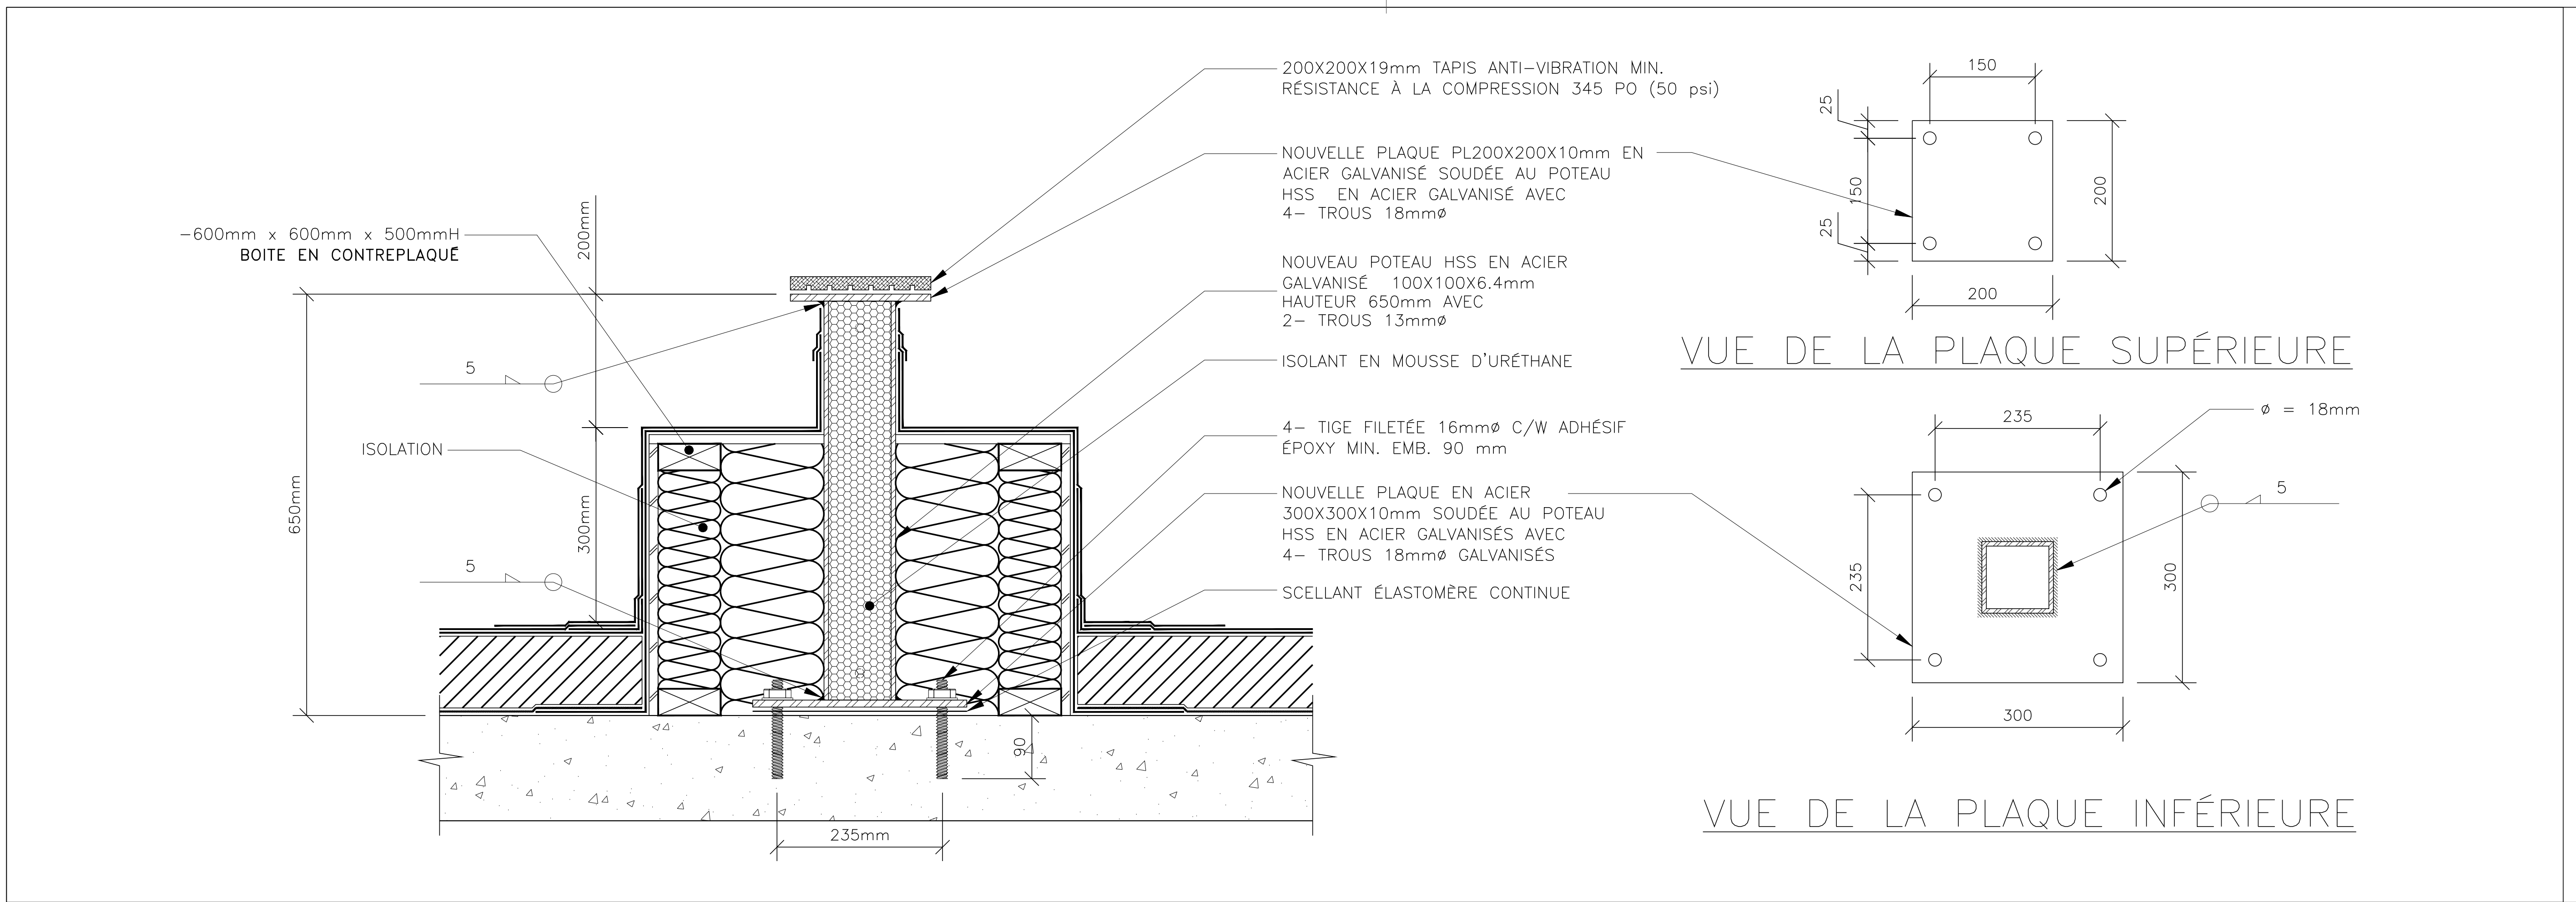 -600mm x 600mm x 500mmH
BOITE EN CONTREPLAQUÉ
200mm
650mm
300mm
5
ISOLATION
5
90
235mm
200X200X19mm TAPIS ANTI-VIBRATION MIN.
RÉSISTANCE À LA COMPRESSION 345 PO (50 psi)
NOUVELLE PLAQUE PL200X200X10mm EN
ACIER GALVANISÉ SOUDÉE AU POTEAU
HSS EN ACIER GALVANISÉ AVEC
4- TROUS 18mmø
NOUVEAU POTEAU HSS EN ACIER
GALVANISÉ 100X100X6.4mm
HAUTEUR 650mm AVEC
2- TROUS 13mmø
ISOLANT EN MOUSSE D'URÉTHANE
4- TIGE FILETÉE 16mmø C/W ADHÉSIF
ÉPOXY MIN. EMB. 90 mm
NOUVELLE PLAQUE EN ACIER
300X300X10mm SOUDÉE AU POTEAU
HSS EN ACIER GALVANISÉS AVEC
4- TROUS 18mmø GALVANISÉS
SCELLANT ÉLASTOMÈRE CONTINUE
150
25
150
25
200
200
VUE DE LA PLAQUE SUPÉRIEURE
235
ø = 18mm
5
235
300
300
VUE DE LA PLAQUE INFÉRIEURE